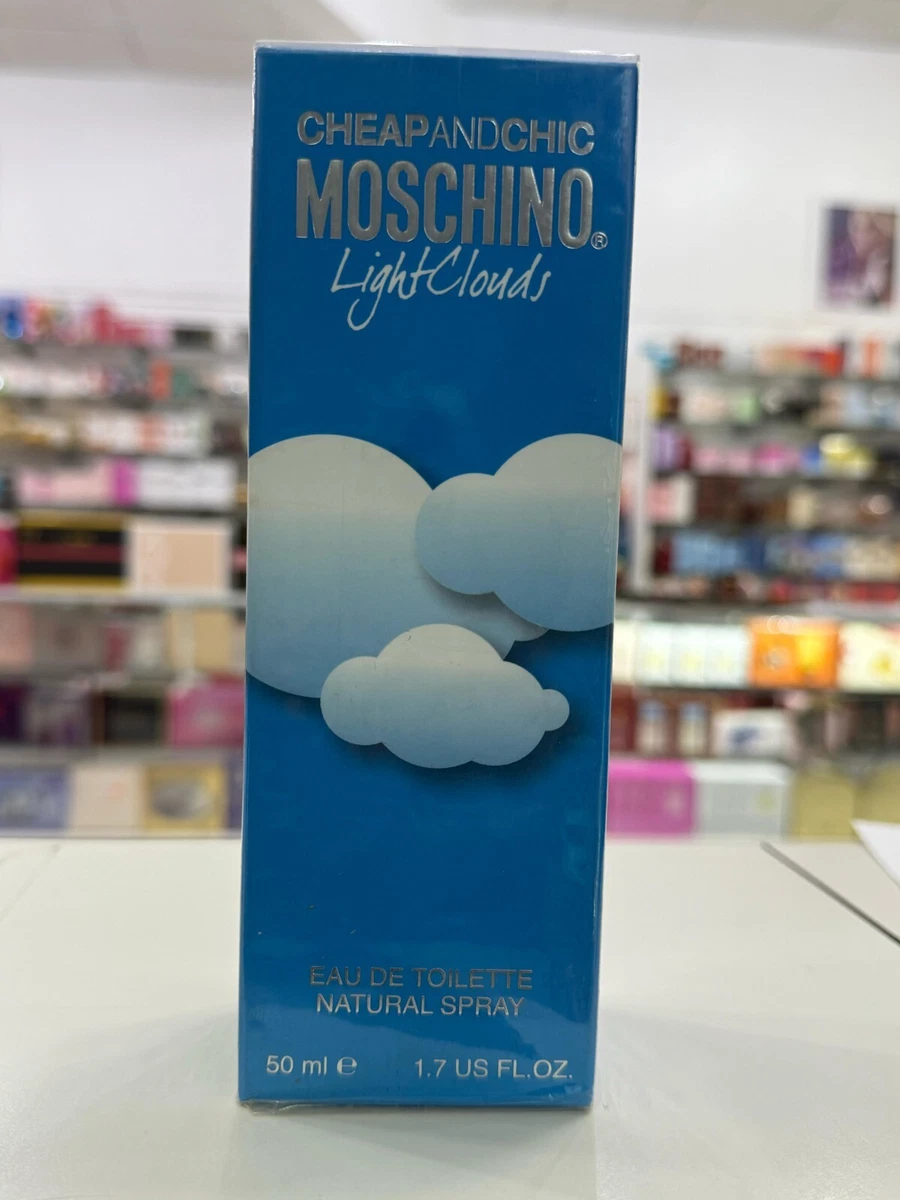 CHEAPANDCHIC
MOSCHINO®
LightClouds
EAU DE TOILETTE
NATURAL SPRAY
50 ml ℮ 1.7 US FL.OZ.